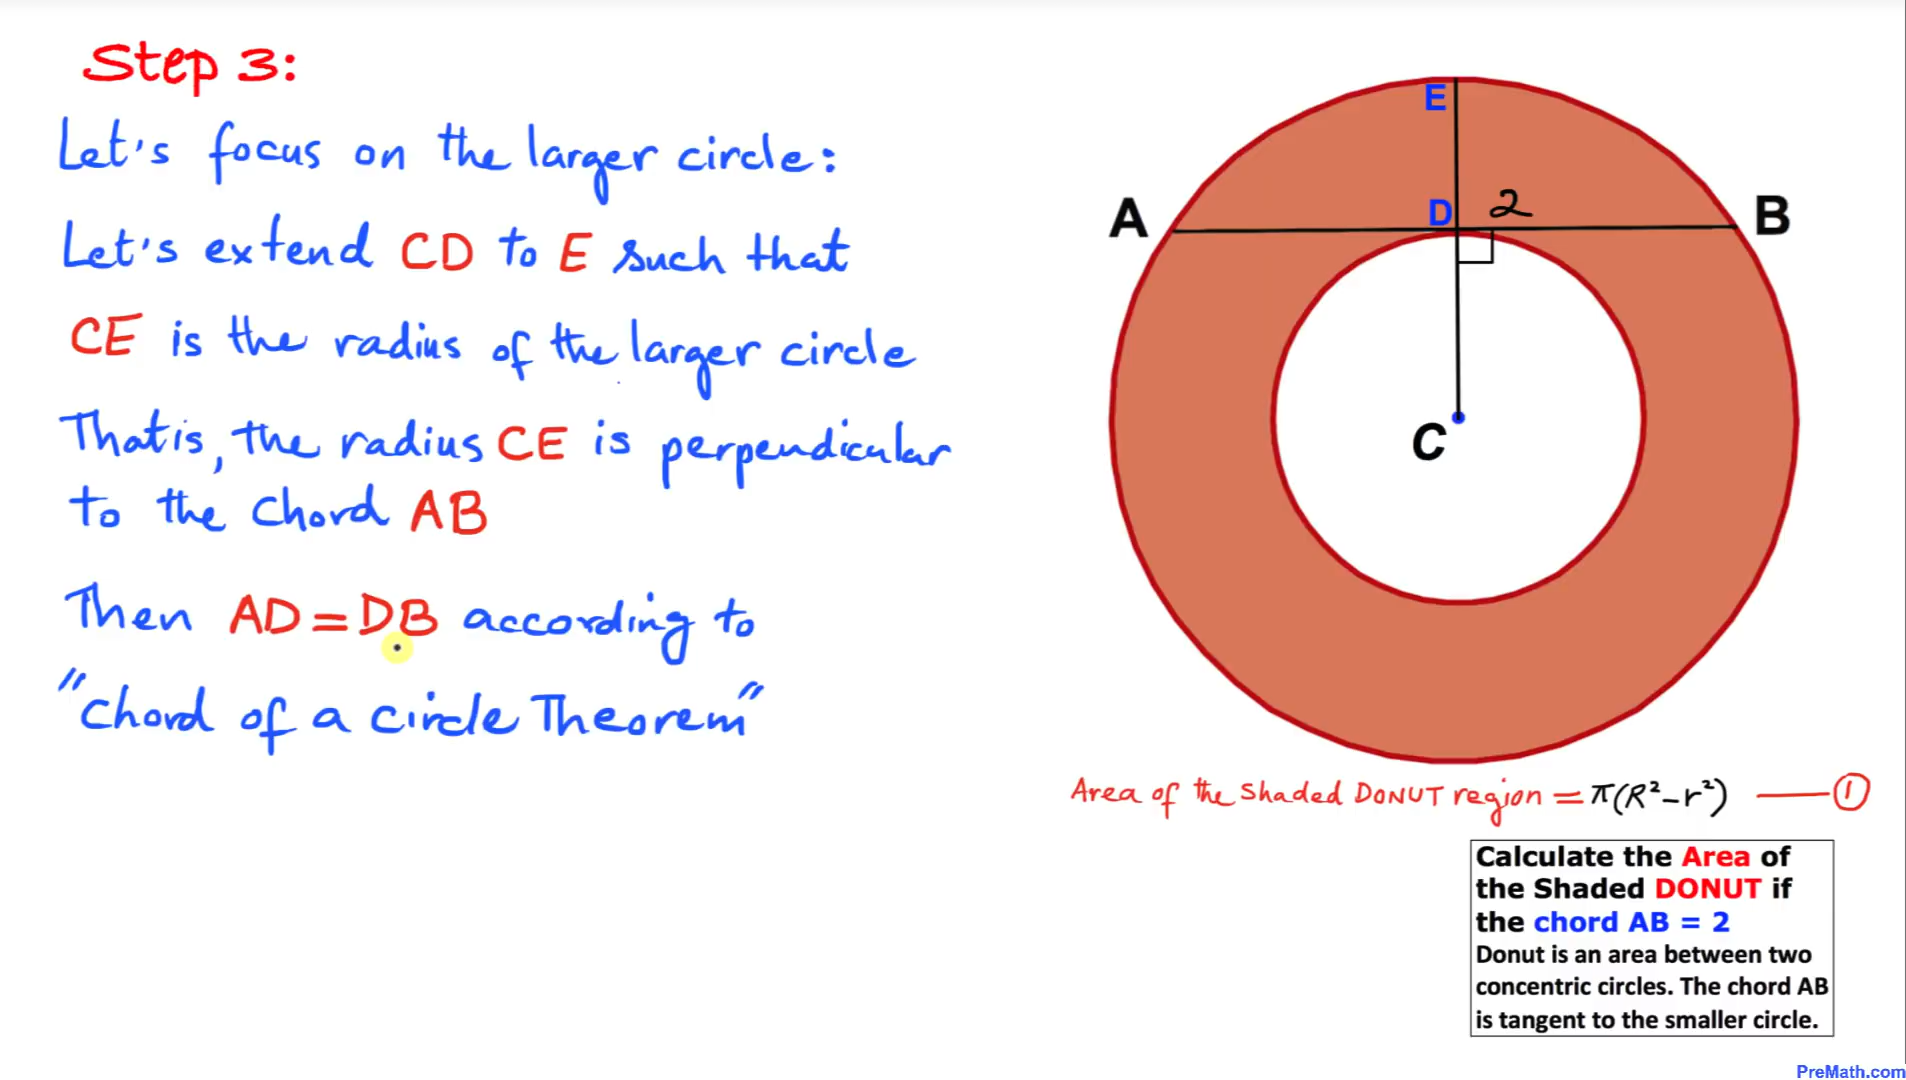 Step 3:
Let's focus on the larger circle:
Let's extend CD to E such that
CE is the radius of the larger circle
That is, the radius CE is perpendicular
to the chord AB
Then AD = DB according to
"chord of a circle Theorem"
E
A
D
2
B
C
Area of the Shaded DONUT region = π(R²-r²) —— ①
Calculate the Area of
the Shaded DONUT if
the chord AB = 2
Donut is an area between two
concentric circles. The chord AB
is tangent to the smaller circle.
PreMath.com